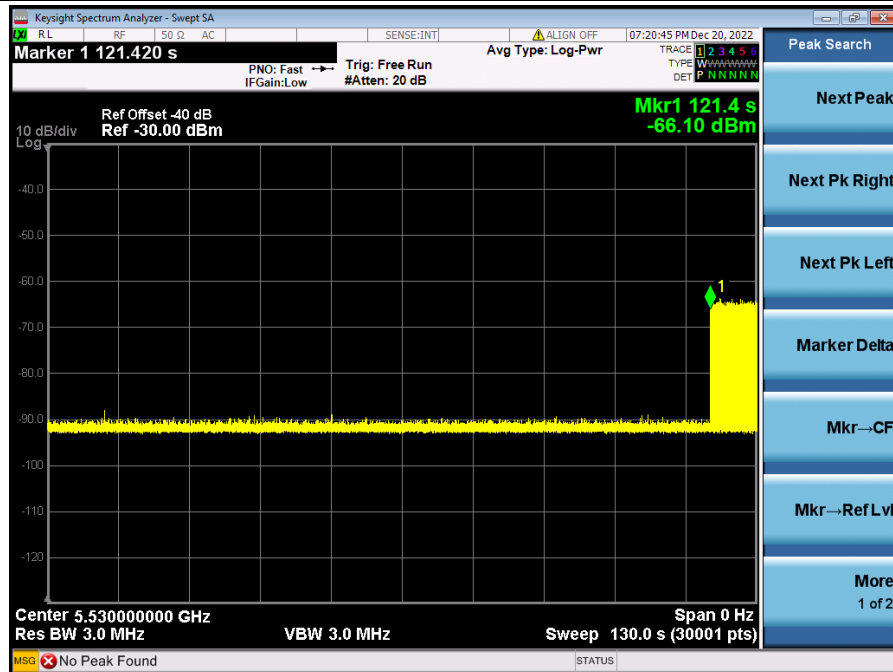 Keysight Spectrum Analyzer - Swept SA
LXI RL RF 50 Ω AC SENSE:INT ALIGN OFF 07:20:45 PM Dec 20, 2022
Marker 1 121.420 s
PNO: Fast
IFGain:Low
Trig: Free Run
#Atten: 20 dB
Avg Type: Log-Pwr
TRACE 1 2 3 4 5 6
TYPE WWWWWW
DET P N N N N N
Peak Search
Mkr1 121.4 s
-66.10 dBm
Ref Offset -40 dB
10 dB/div Ref -30.00 dBm
Log
-40.0
-50.0
-60.0
-70.0
-80.0
-90.0
-100
-110
-120
1
Center 5.530000000 GHz Span 0 Hz
Res BW 3.0 MHz VBW 3.0 MHz Sweep 130.0 s (30001 pts)
MSG No Peak Found STATUS
Next Peak
Next Pk Right
Next Pk Left
Marker Delta
Mkr→CF
Mkr→Ref Lvl
More
1 of 2